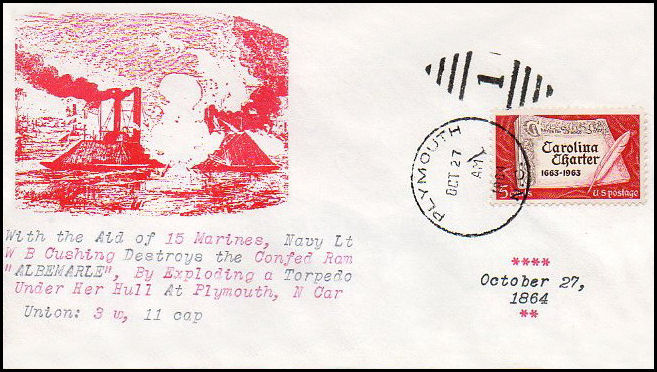 1
PLYMOUTH
OCT 27
AM
Carolina
Charter
1663-1963
5c
U.S. postage
With the Aid of 15 Marines, Navy Lt
W B Cushing Destroys the Confed Ram
"ALBEMARLE", By Exploding a Torpedo
Under Her Hull At Plymouth, N Car
Union: 3 w, 11 cap
****
October 27,
1864
**